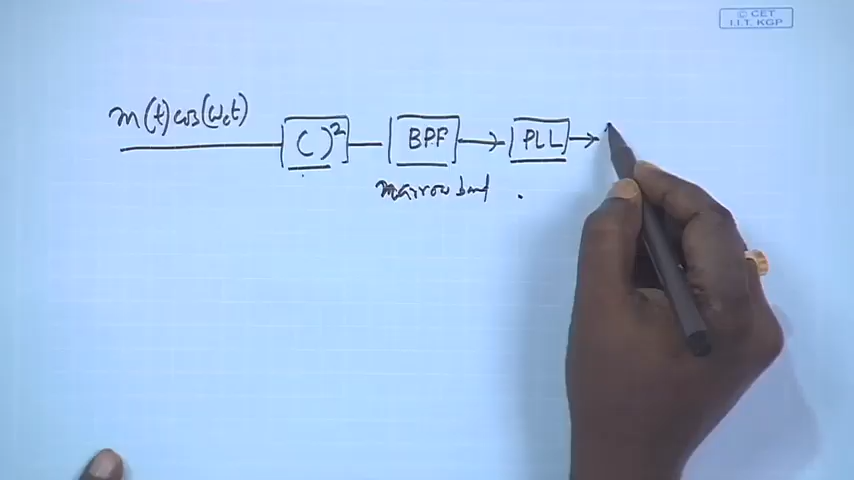 © CET
I.I.T. KGP
m(t)cos(ωct)
( )² BPF PLL
narrow band